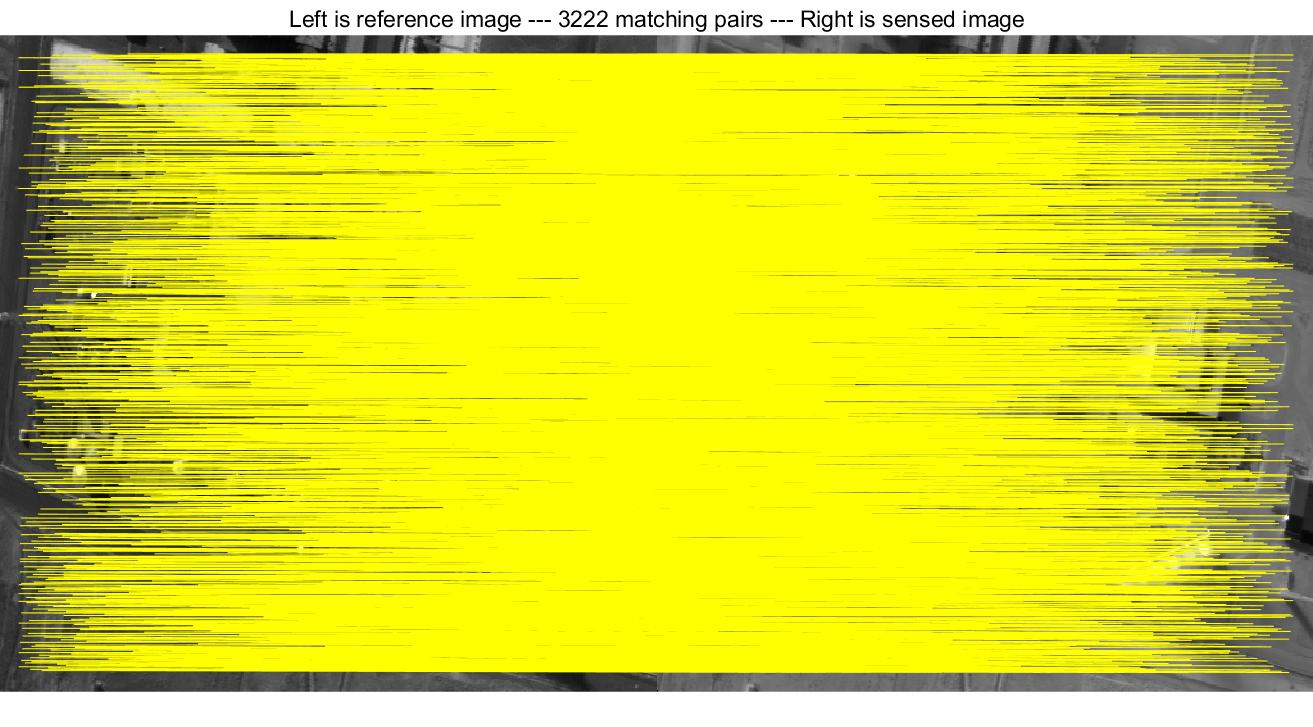 Left is reference image --- 3222 matching pairs --- Right is sensed image